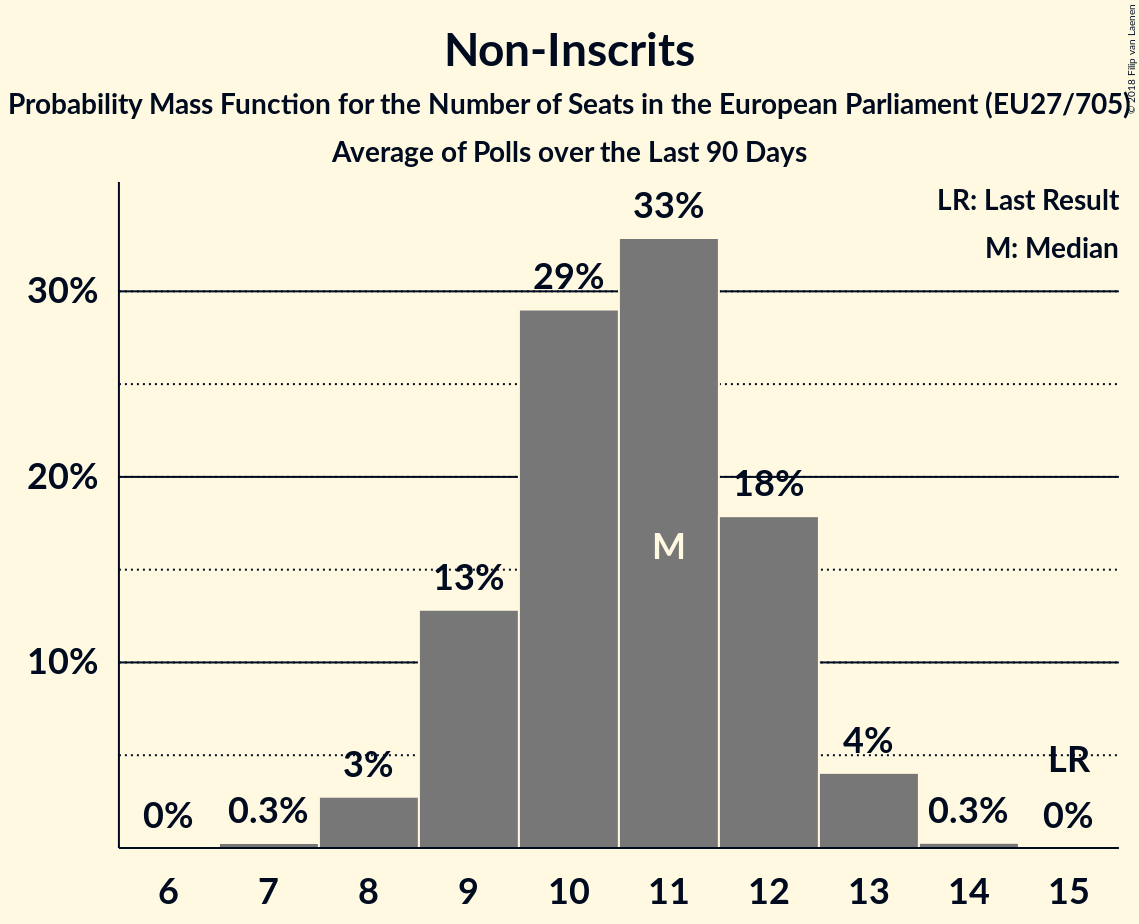 Non-Inscrits
Probability Mass Function for the Number of Seats in the European Parliament (EU27/705)
Average of Polls over the Last 90 Days
© 2018 Filip van Laenen
LR: Last Result
M: Median
33%
29%
30%
20%
18%
M
13%
10%
4%
3%
LR
0%
0.3%
0.3%
0%
6 7 8 9 10 11 12 13 14 15